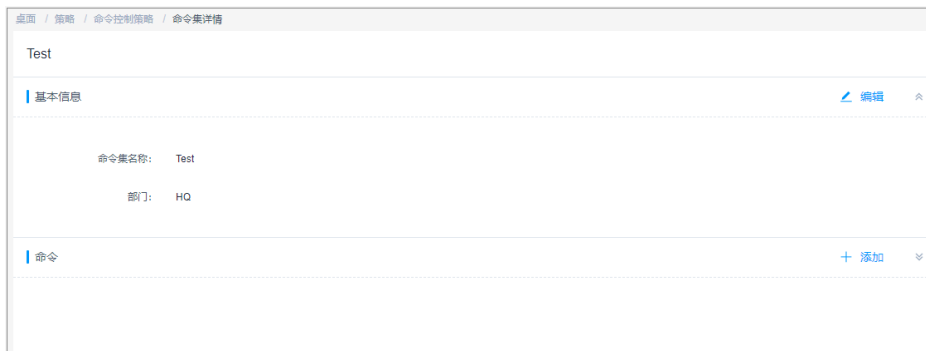 桌面 / 策略 / 命令控制策略 / 命令集详情
Test
基本信息 编辑
命令集名称： Test
部门： HQ
命令 添加